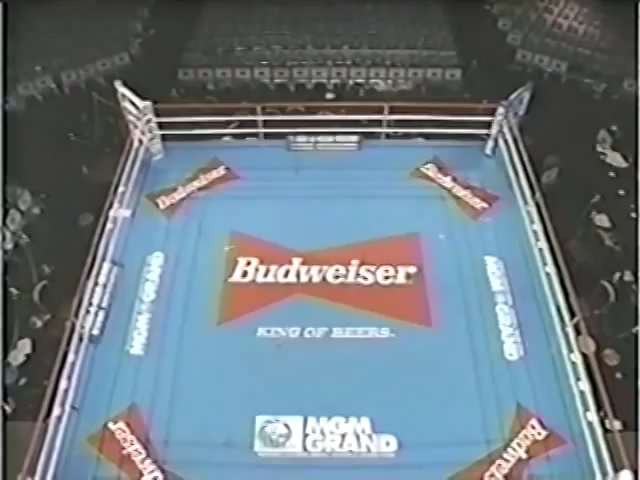 Budweiser
Budweiser
Budweiser
KING OF BEERS.
MGM GRAND
MGM GRAND
MGM
GRAND
Budweiser
Budweiser